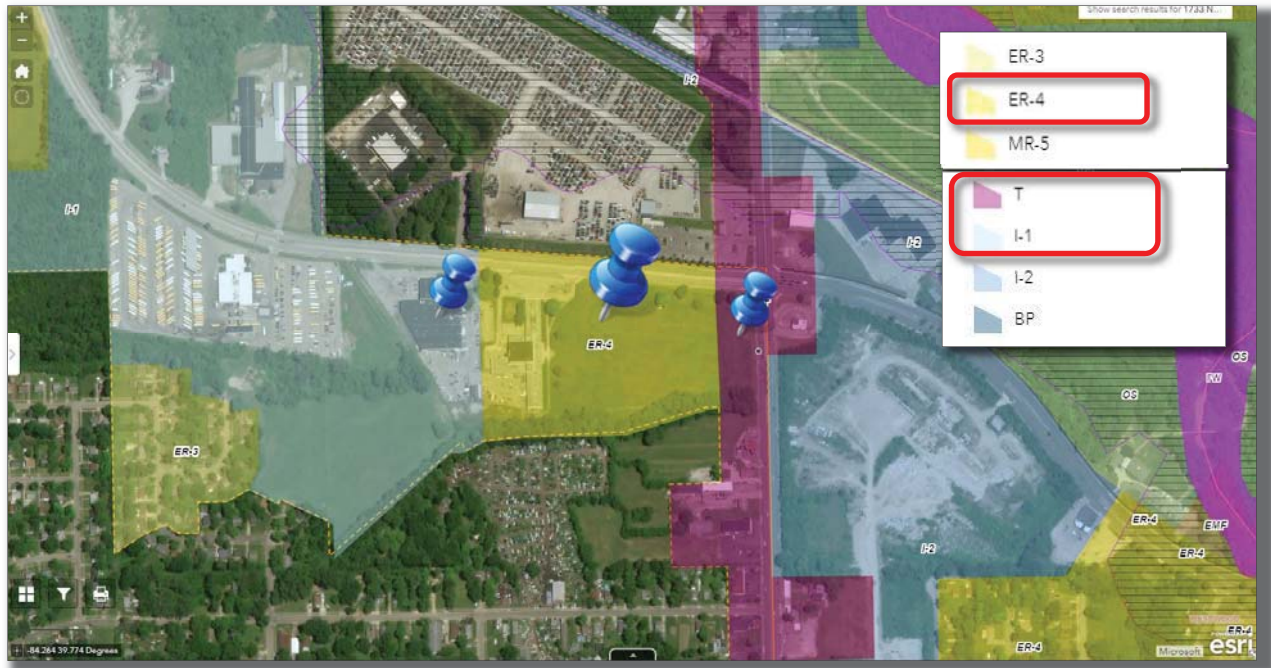 Show search results for 1733 N...
ER-3
ER-4
MR-5
T
I-1
I-2
BP
I-2
I-1
I-2
ER-4
OS
FW
OS
ER-3
ER-4
EMF
ER-4
I-2
ER-4
ER-4
-84.264 39.774 Degrees
Microsoft
esri